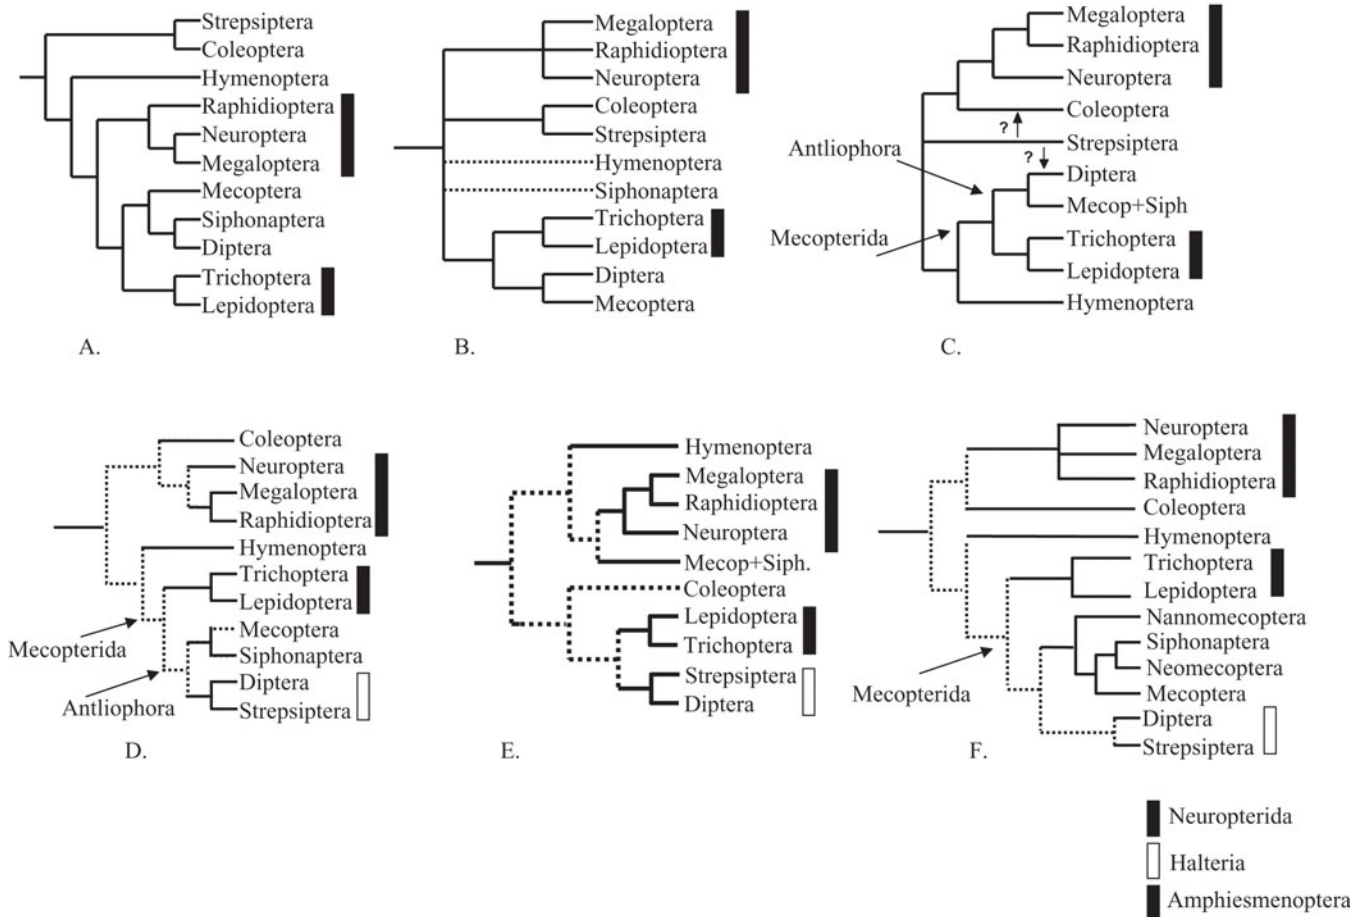 Strepsiptera
Coleoptera
Hymenoptera
Raphidioptera
Neuroptera
Megaloptera
Mecoptera
Siphonaptera
Diptera
Trichoptera
Lepidoptera
A.
Megaloptera
Raphidioptera
Neuroptera
Coleoptera
Strepsiptera
Hymenoptera
Siphonaptera
Trichoptera
Lepidoptera
Diptera
Mecoptera
B.
Megaloptera
Raphidioptera
Neuroptera
Coleoptera
?
Strepsiptera
?
Antliophora
Diptera
Mecop+Siph
Mecopterida
Trichoptera
Lepidoptera
Hymenoptera
C.
Coleoptera
Neuroptera
Megaloptera
Raphidioptera
Hymenoptera
Trichoptera
Lepidoptera
Mecoptera
Mecopterida
Siphonaptera
Diptera
Antliophora
Strepsiptera
D.
Hymenoptera
Megaloptera
Raphidioptera
Neuroptera
Mecop+Siph.
Coleoptera
Lepidoptera
Trichoptera
Strepsiptera
Diptera
E.
Neuroptera
Megaloptera
Raphidioptera
Coleoptera
Hymenoptera
Trichoptera
Lepidoptera
Nannomecoptera
Siphonaptera
Neomecoptera
Mecopterida
Mecoptera
Diptera
Strepsiptera
F.
Neuropterida
Halteria
Amphiesmenoptera